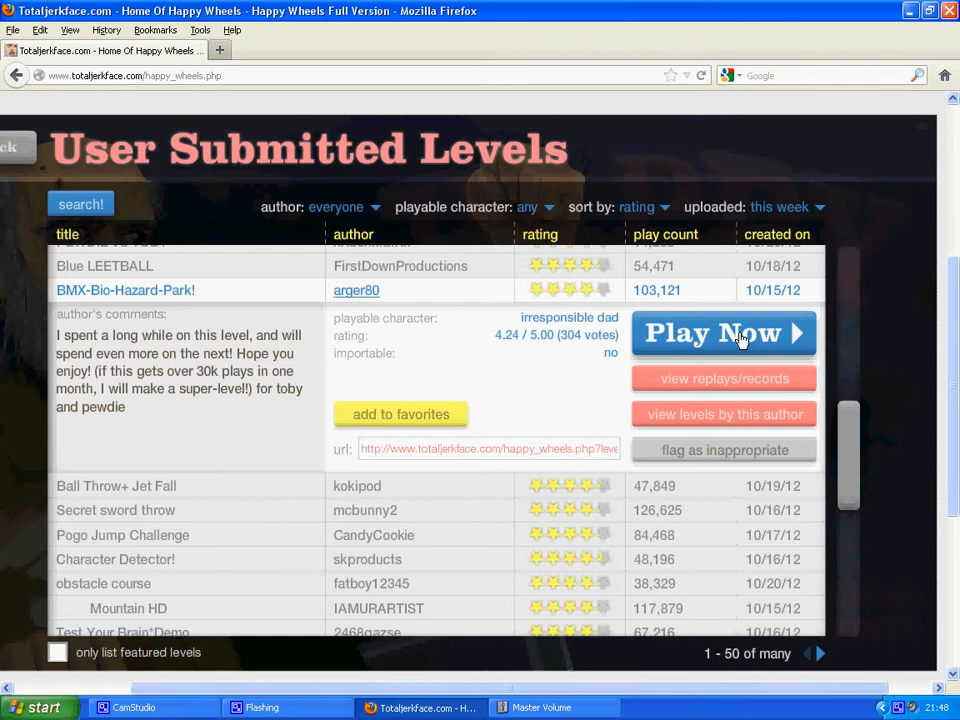 Totaljerkface.com - Home Of Happy Wheels - Happy Wheels Full Version - Mozilla Firefox
File Edit View History Bookmarks Tools Help
Totaljerkface.com - Home Of Happy Wheels ...
www.totaljerkface.com/happy_wheels.php
Google
ck
User Submitted Levels
search!
author: everyone playable character: any sort by: rating uploaded: this week
title author rating play count created on
Blue LEETBALL FirstDownProductions 54,471 10/18/12
BMX-Bio-Hazard-Park! arger80 103,121 10/15/12
author's comments:
I spent a long while on this level, and will
spend even more on the next! Hope you
enjoy! (if this gets over 30k plays in one
month, I will make a super-level!) for toby
and pewdie
playable character: irresponsible dad
rating: 4.24 / 5.00 (304 votes)
importable: no
add to favorites
url: http://www.totaljerkface.com/happy_wheels.php?leve
Play Now
view replays/records
view levels by this author
flag as inappropriate
Ball Throw+ Jet Fall kokipod 47,849 10/19/12
Secret sword throw mcbunny2 126,625 10/16/12
Pogo Jump Challenge CandyCookie 84,468 10/17/12
Character Detector! skproducts 48,196 10/16/12
obstacle course fatboy12345 38,329 10/20/12
Mountain HD IAMURARTIST 117,879 10/15/12
Test Your Brain*Demo 2468qazse 67,216 10/16/12
only list featured levels
1 - 50 of many
start CamStudio Flashing Totaljerkface.com - H... Master Volume 21:48